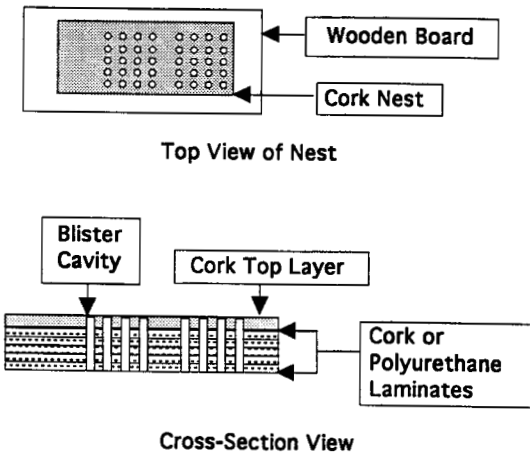 Wooden Board
Cork Nest
Top View of Nest
Blister
Cavity
Cork Top Layer
Cork or
Polyurethane
Laminates
Cross-Section View